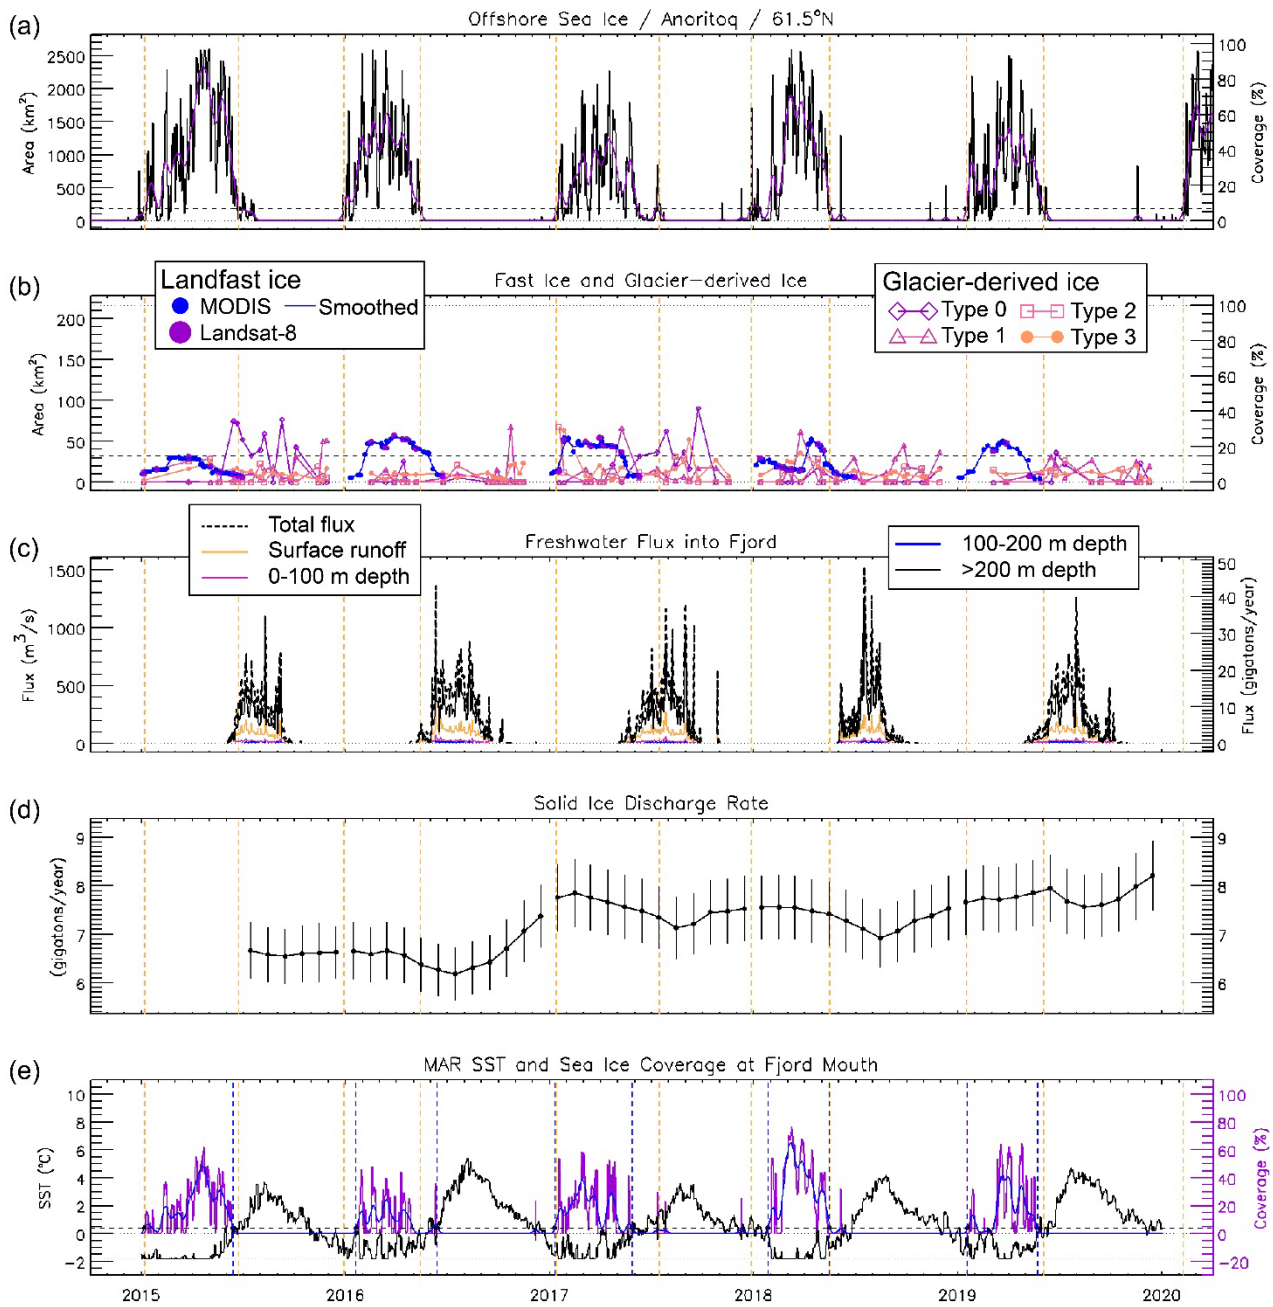 (a)
Offshore Sea Ice / Anoritoq / 61.5°N
2500
2000
1500
1000
500
0
Area (km²)
100
80
60
40
20
0
Coverage (%)
(b)
Fast Ice and Glacier-derived Ice
Landfast ice
MODIS
Smoothed
Landsat-8
Glacier-derived ice
Type 0
Type 2
Type 1
Type 3
200
150
100
50
0
Area (km²)
100
80
60
40
20
0
Coverage (%)
(c)
Freshwater Flux into Fjord
Total flux
Surface runoff
0-100 m depth
100-200 m depth
>200 m depth
1500
1000
500
0
Flux (m³/s)
50
40
30
20
10
0
Flux (gigatons/year)
(d)
Solid Ice Discharge Rate
9
8
7
6
(gigatons/year)
9
8
7
6
(e)
MAR SST and Sea Ice Coverage at Fjord Mouth
10
8
6
4
2
0
−2
SST (°C)
100
80
60
40
20
0
−20
Coverage (%)
2015
2016
2017
2018
2019
2020